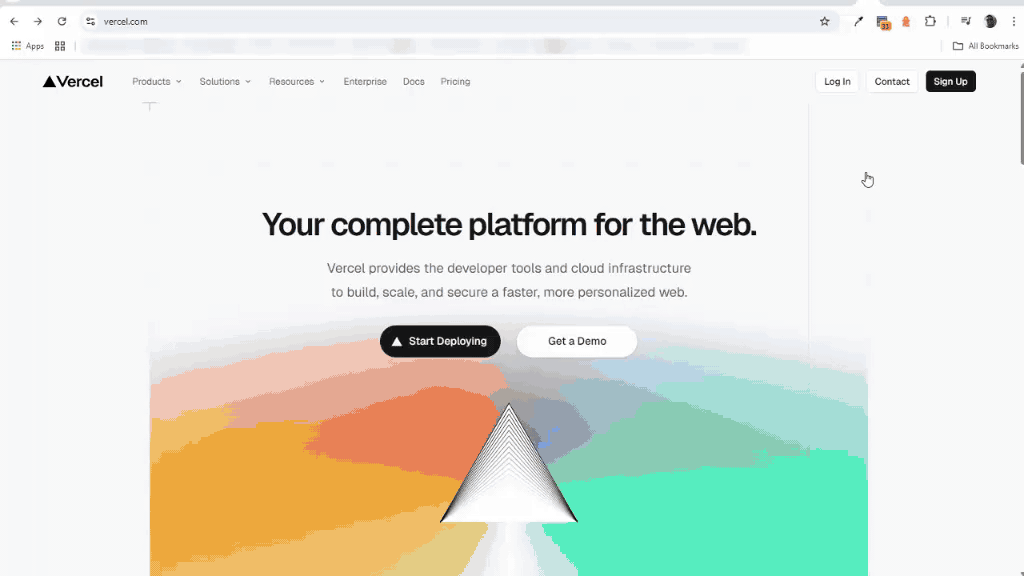 vercel.com
31
Apps
All Bookmarks
Vercel
Products
Solutions
Resources
Enterprise
Docs
Pricing
Log In
Contact
Sign Up
Your complete platform for the web.
Vercel provides the developer tools and cloud infrastructure
to build, scale, and secure a faster, more personalized web.
Start Deploying
Get a Demo